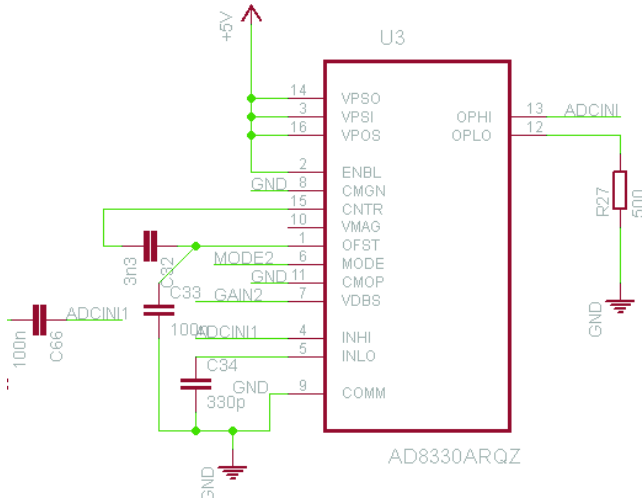 +5V
U3
14 VPSO
3 VPSI
16 VPOS
OPHI 13 ADCINI
OPLO 12
2 ENBL
GND 8 CMGN
15 CNTR
10 VMAG
1 OFST
MODE2 6 MODE
GND 11 CMOP
GAIN2 7 VDBS
R27
500
3n3
C32
C33
ADCINI1
100n
C66
ADCINI1 4 INHI
5 INLO
C34
330p
GND 9 COMM
GND
GND
AD8330ARQZ